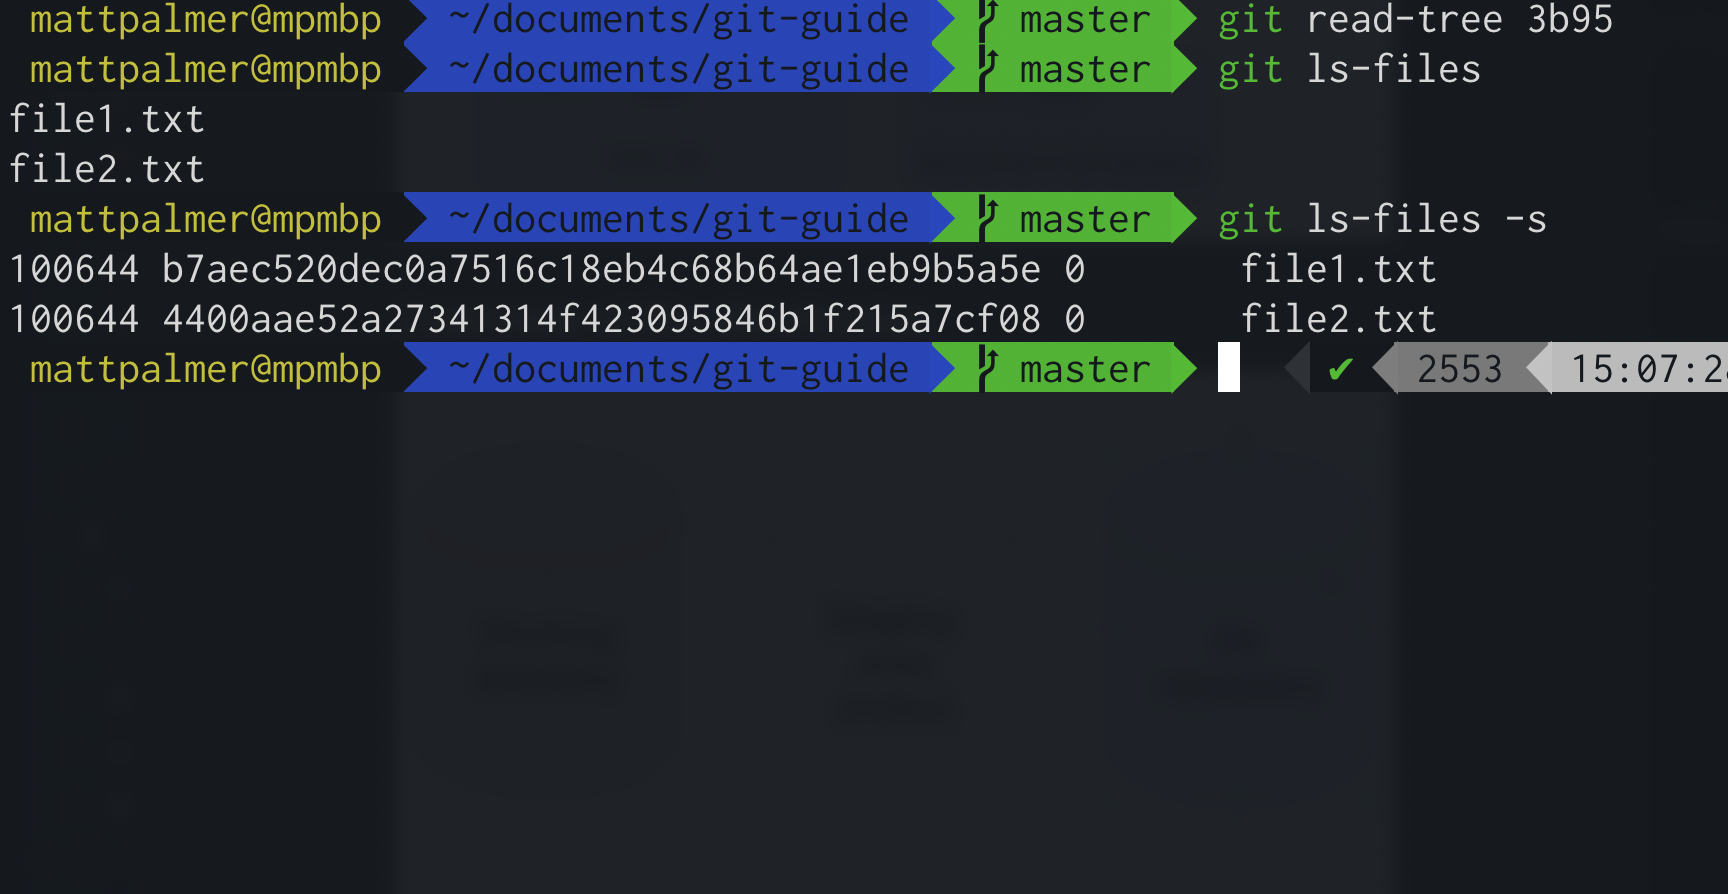 mattpalmer@mpmbp ~/documents/git-guide master git read-tree 3b95
mattpalmer@mpmbp ~/documents/git-guide master git ls-files
file1.txt
file2.txt
mattpalmer@mpmbp ~/documents/git-guide master git ls-files -s
100644 b7aec520dec0a7516c18eb4c68b64ae1eb9b5a5e 0 file1.txt
100644 4400aae52a27341314f423095846b1f215a7cf08 0 file2.txt
mattpalmer@mpmbp ~/documents/git-guide master ✔ 2553 15:07:2